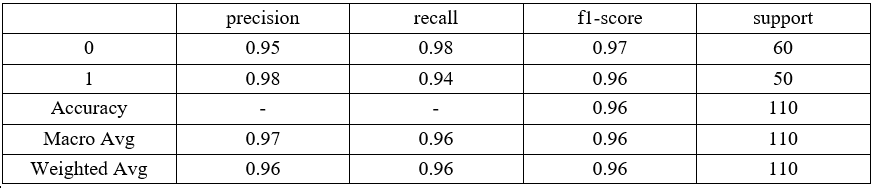 precision recall f1-score support
0 0.95 0.98 0.97 60
1 0.98 0.94 0.96 50
Accuracy - - 0.96 110
Macro Avg 0.97 0.96 0.96 110
Weighted Avg 0.96 0.96 0.96 110